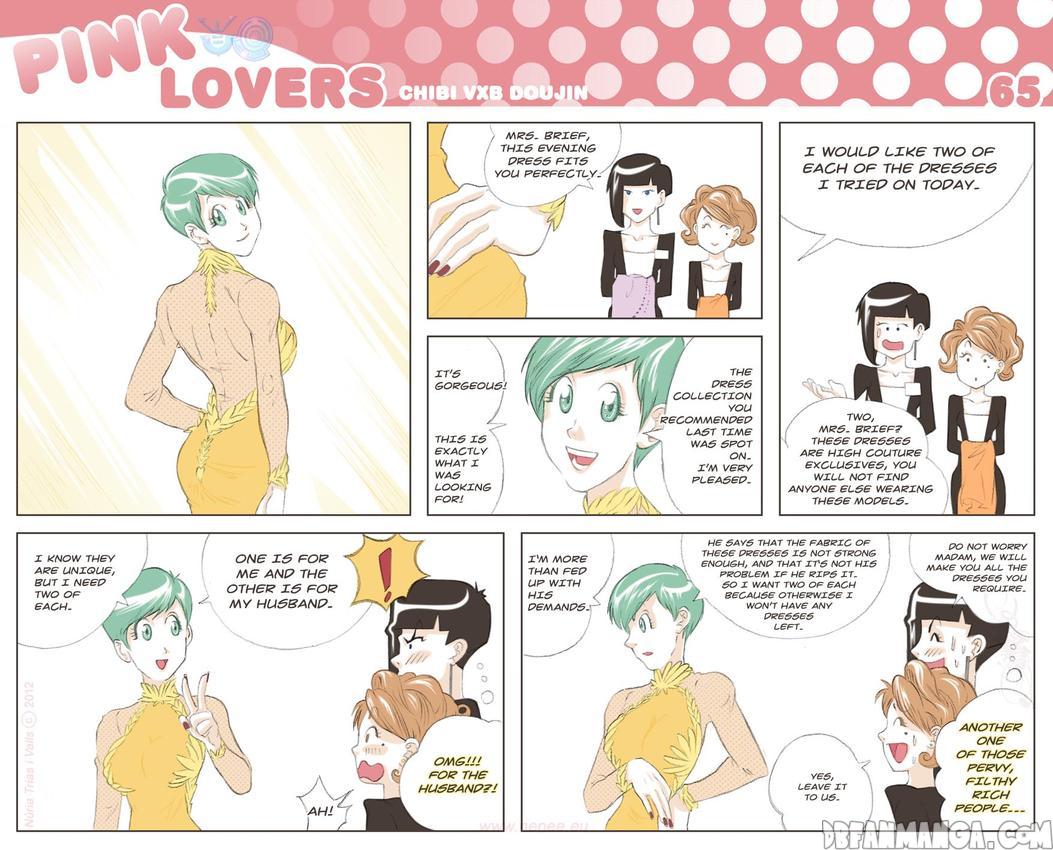 PINK
LOVERS
CHIBI VXB DOUJIN
65
MRS. BRIEF,
THIS EVENING
DRESS FITS
YOU PERFECTLY.
IT'S
GORGEOUS!
THIS IS
EXACTLY
WHAT I
WAS
LOOKING
FOR!
THE
DRESS
COLLECTION
YOU
RECOMMENDED
LAST TIME
WAS SPOT
ON.
I'M VERY
PLEASED.
I WOULD LIKE TWO OF
EACH OF THE DRESSES
I TRIED ON TODAY.
TWO,
MRS. BRIEF?
THESE DRESSES
ARE HIGH COUTURE
EXCLUSIVES, YOU
WILL NOT FIND
ANYONE ELSE WEARING
THESE MODELS.
I KNOW THEY
ARE UNIQUE,
BUT I NEED
TWO OF
EACH.
ONE IS FOR
ME AND THE
OTHER IS FOR
MY HUSBAND.
!
AH!
OMG!!!
FOR THE
HUSBAND?!
I'M MORE
THAN FED
UP WITH
HIS
DEMANDS.
HE SAYS THAT THE FABRIC OF
THESE DRESSES IS NOT STRONG
ENOUGH, AND THAT IT'S NOT HIS
PROBLEM IF HE RIPS IT.
SO I WANT TWO OF EACH
BECAUSE OTHERWISE I
WON'T HAVE ANY
DRESSES
LEFT.
DO NOT WORRY
MADAM, WE WILL
MAKE YOU ALL THE
DRESSES YOU
REQUIRE.
YES,
LEAVE IT
TO US.
ANOTHER
ONE
OF THOSE
PERVY,
FILTHY
RICH
PEOPLE...
Núria Trias i Valls © 2012
DBFANMANGA.COM